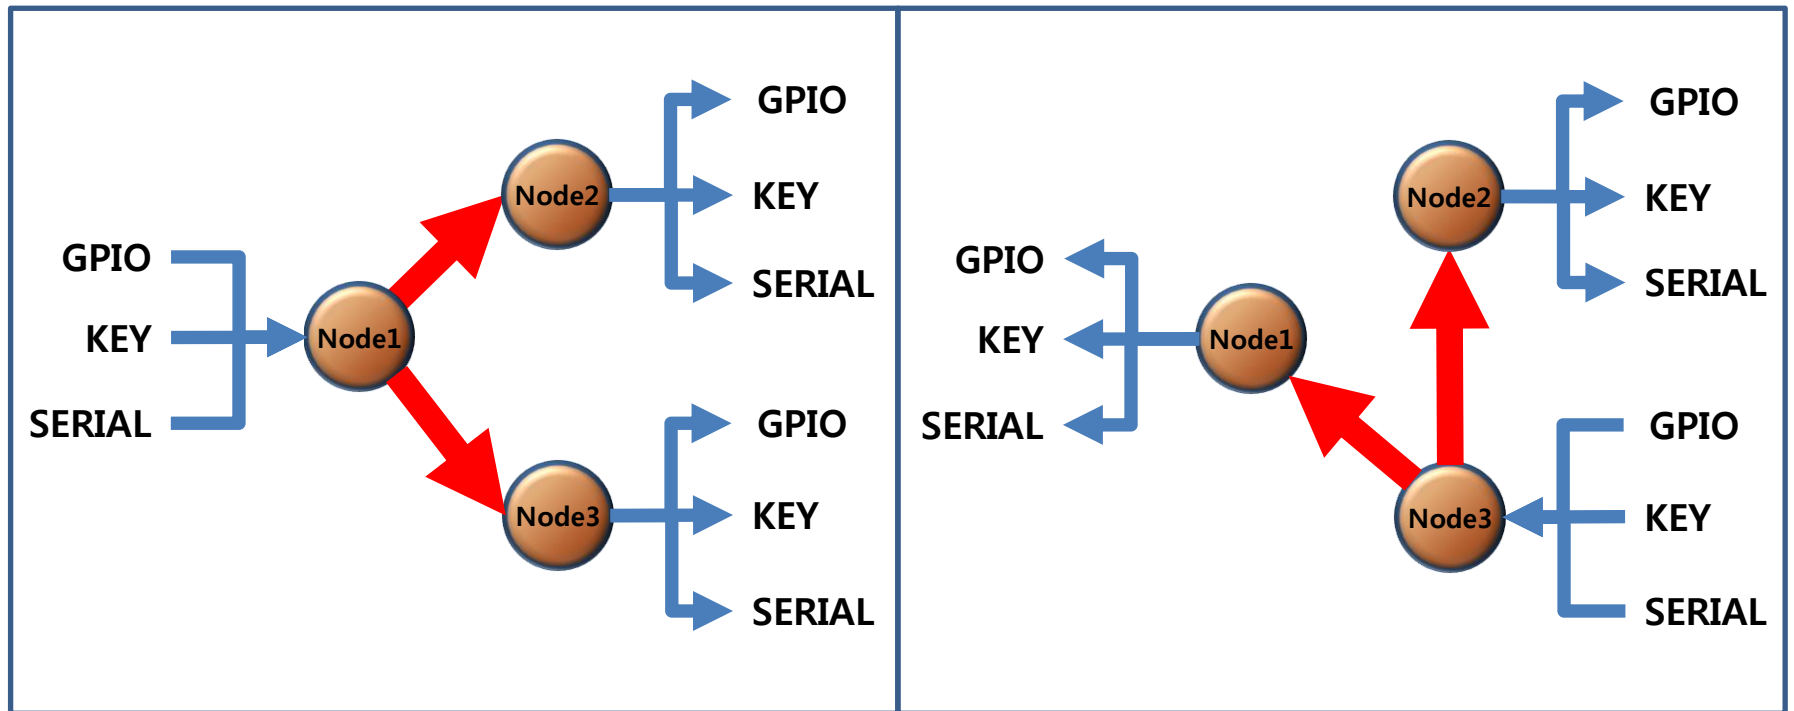 GPIO
Node2
KEY
GPIO
SERIAL
KEY
Node1
SERIAL
GPIO
Node3
KEY
SERIAL
GPIO
Node2
KEY
GPIO
SERIAL
KEY
Node1
SERIAL
GPIO
Node3
KEY
SERIAL